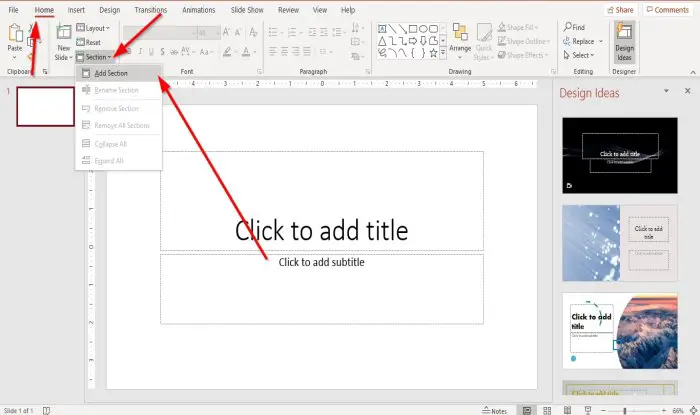 File Home Insert Design Transitions Animations Slide Show Review View Help Share Comments
Paste
New
Slide
Layout
Reset
Section
Add Section
Rename Section
Remove Section
Remove All Sections
Collapse All
Expand All
Clipboard
Font
Paragraph
Arrange
Quick
Styles
Shape Fill
Shape Outline
Shape Effects
Drawing
Find
Replace
Select
Editing
Design
Ideas
Designer
1
Click to add title
Click to add subtitle
Design Ideas
Click to add title
Click to add title
Click to add
title
Slide 1 of 1
Notes
66%